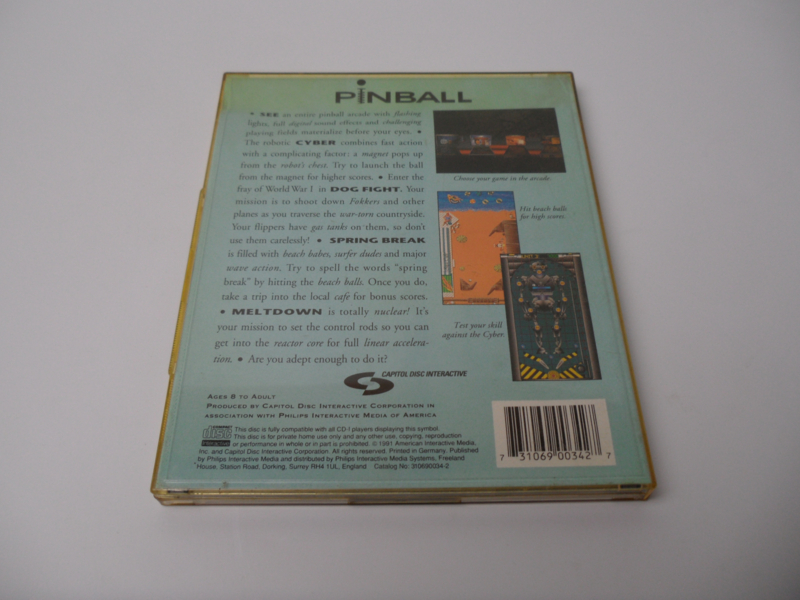 PINBALL
• SEE an entire pinball arcade with flashing
lights, full digital sound effects and challenging
playing fields materialize before your eyes. •
The robotic CYBER combines fast action
with a complicating factor: a magnet pops up
from the robot's chest. Try to launch the ball
from the magnet for higher scores. • Enter the
fray of World War I in DOG FIGHT. Your
mission is to shoot down Fokkers and other
planes as you traverse the war-torn countryside.
Your flippers have gas tanks on them, so don't
use them carelessly! • SPRING BREAK
is filled with beach babes, surfer dudes and major
wave action. Try to spell the words "spring
break" by hitting the beach balls. Once you do,
take a trip into the local café for bonus scores.
• MELTDOWN is totally nuclear! It's
your mission to set the control rods so you can
get into the reactor core for full linear accelera-
tion. • Are you adept enough to do it?
Choose your game in the arcade.
Hit beach balls
for high scores.
Test your skill
against the Cyber.
CAPITOL DISC INTERACTIVE
AGES 8 TO ADULT
PRODUCED BY CAPITOL DISC INTERACTIVE CORPORATION IN
ASSOCIATION WITH PHILIPS INTERACTIVE MEDIA OF AMERICA
This disc is fully compatible with all CD-I players displaying this symbol.
This disc is for private home use only and any other use, copying, reproduction
or performance in whole or in part is prohibited. © 1991 American Interactive Media,
Inc. and Capitol Disc Interactive Corporation. All rights reserved. Printed in Germany. Published
by Philips Interactive Media and distributed by Philips Interactive Media Systems, Freeland
House, Station Road, Dorking, Surrey RH4 1UL, England. Catalog No: 310690034-2
7 31069 00342 7